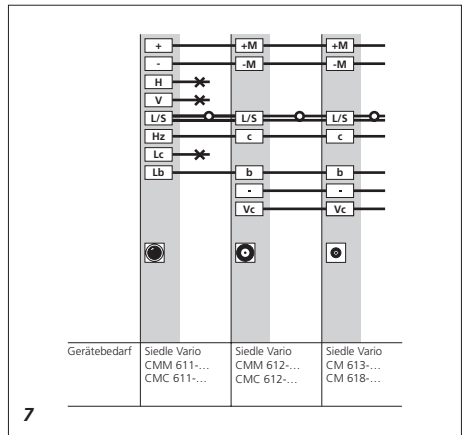 + +M +M
- -M -M
H
V
L/S L/S L/S
Hz c c
Lc
Lb b b
- -
Vc Vc
Gerätebedarf Siedle Vario Siedle Vario Siedle Vario
CMM 611-… CMM 612-… CM 613-…
CMC 611-… CMC 612-… CM 618-…
7